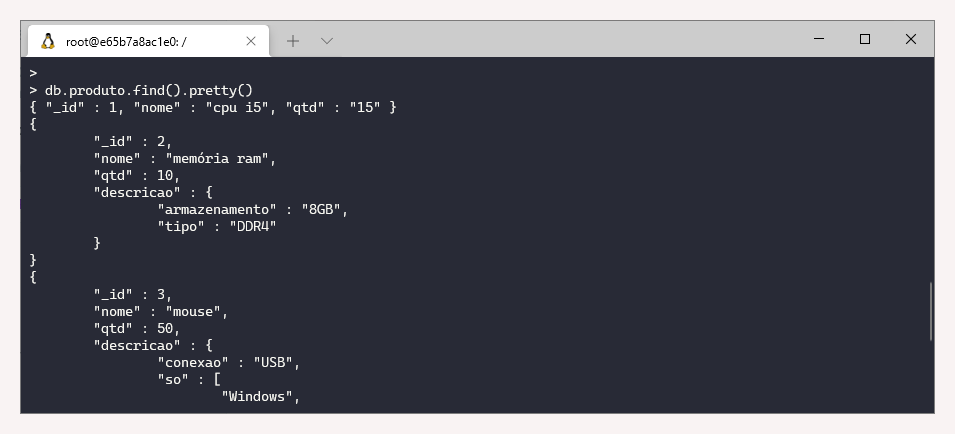 root@e65b7a8ac1e0: /
>
> db.produto.find().pretty()
{ "_id" : 1, "nome" : "cpu i5", "qtd" : "15" }
{
        "_id" : 2,
        "nome" : "memória ram",
        "qtd" : 10,
        "descricao" : {
                "armazenamento" : "8GB",
                "tipo" : "DDR4"
        }
}
{
        "_id" : 3,
        "nome" : "mouse",
        "qtd" : 50,
        "descricao" : {
                "conexao" : "USB",
                "so" : [
                        "Windows",